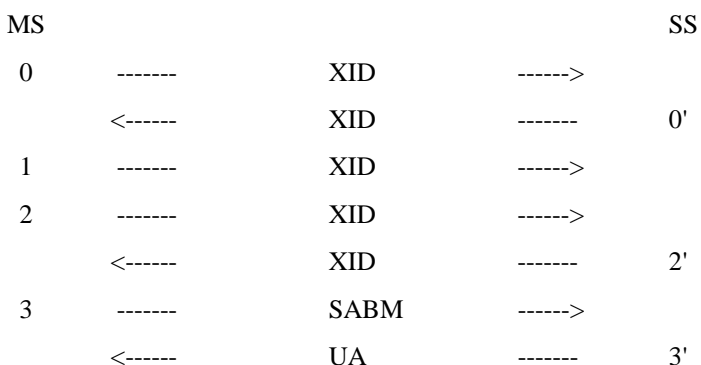 MS SS
0 ------- XID ------>
<------ XID ------- 0'
1 ------- XID ------>
2 ------- XID ------>
<------ XID ------- 2'
3 ------- SABM ------>
<------ UA ------- 3'